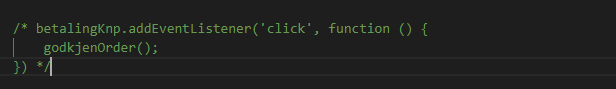 /* betalingKnp.addEventListener('click', function () {
    godkjenOrder();
}) */